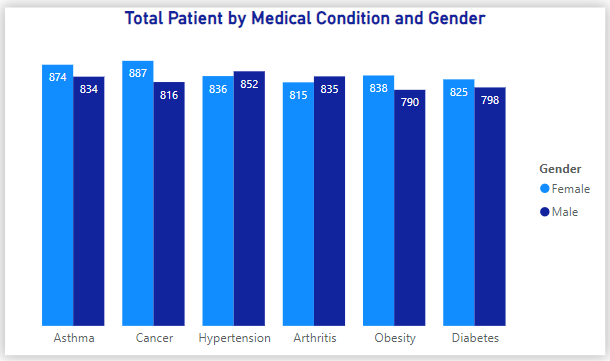 Total Patient by Medical Condition and Gender
874 834 887 816 836 852 815 835 838 790 825 798
Gender
Female
Male
Asthma Cancer Hypertension Arthritis Obesity Diabetes